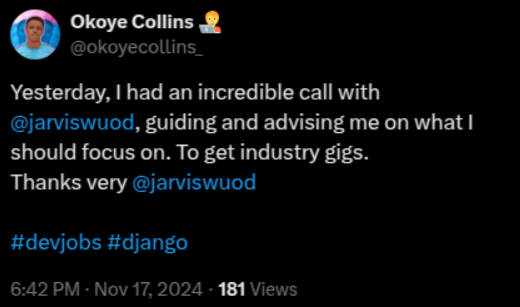 Okoye Collins 🧑‍💻
@okoyecollins_
Yesterday, I had an incredible call with
@jarviswuod, guiding and advising me on what I
should focus on. To get industry gigs.
Thanks very @jarviswuod
#devjobs #django
6:42 PM · Nov 17, 2024 · 181 Views